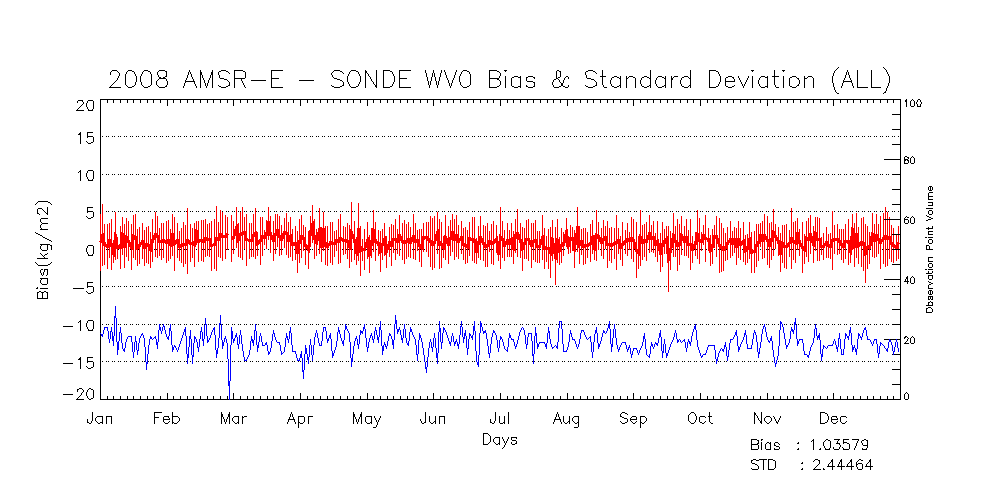 2008 AMSR-E - SONDE WVO Bias & Standard Deviation (ALL)
20
15
10
5
0
-5
-10
-15
-20
Bias(kg/m2)
100
80
60
40
20
0
Observation Point Volume
Jan Feb Mar Apr May Jun Jul Aug Sep Oct Nov Dec
Days
Bias : 1.03579
STD : 2.44464